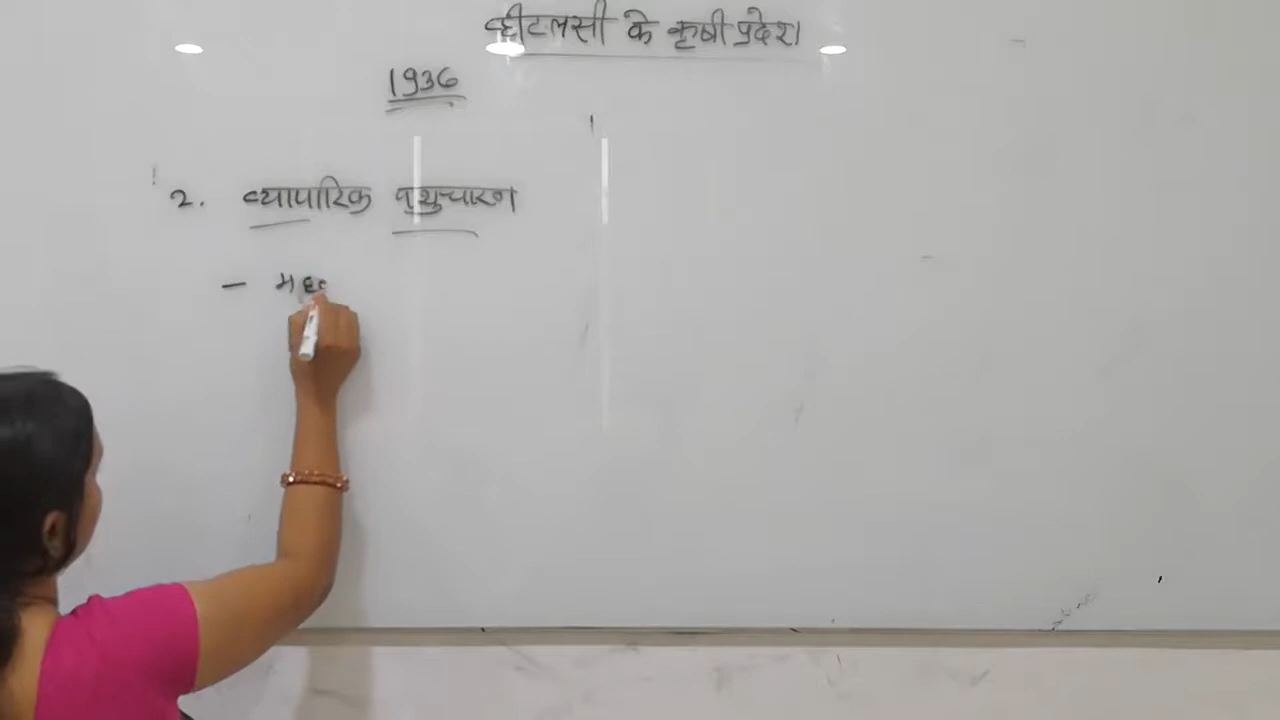 व्हीटलसी के कृषी प्रदेश
1936
2. व्यापारिक पशुचारण
-